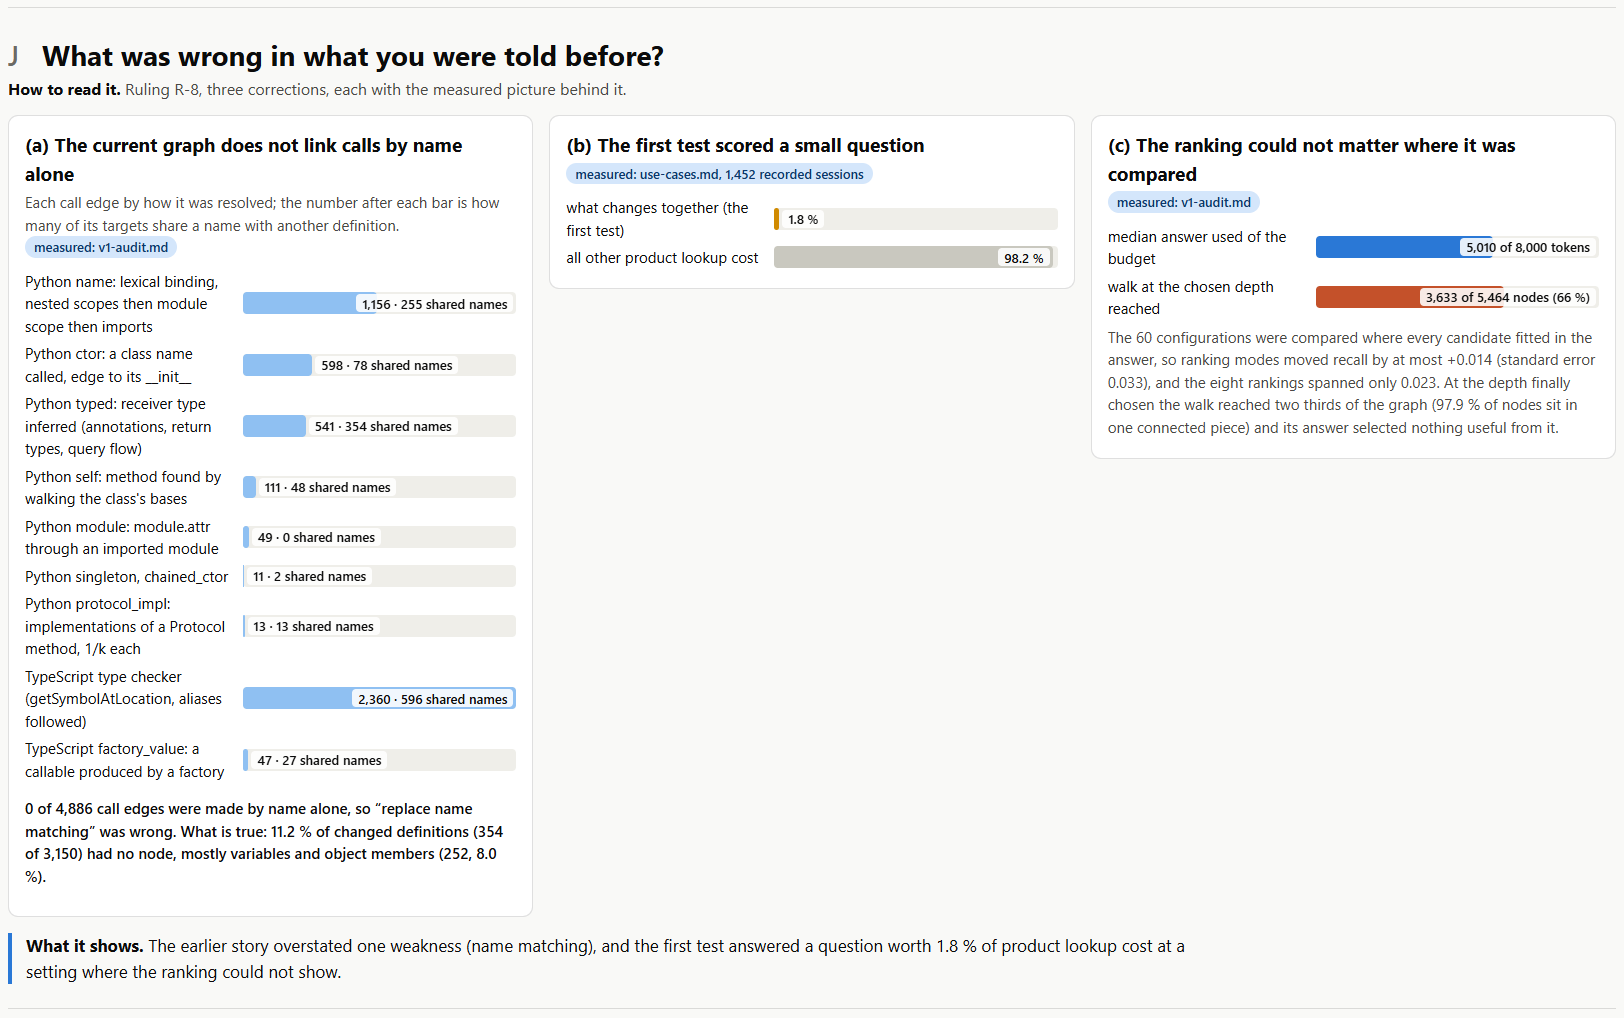 J What was wrong in what you were told before?
How to read it. Ruling R-8, three corrections, each with the measured picture behind it.
(a) The current graph does not link calls by name
alone
Each call edge by how it was resolved; the number after each bar is how
many of its targets share a name with another definition.
measured: v1-audit.md
Python name: lexical binding,
nested scopes then module
scope then imports
1,156 · 255 shared names
Python ctor: a class name
called, edge to its __init__
598 · 78 shared names
Python typed: receiver type
inferred (annotations, return
types, query flow)
541 · 354 shared names
Python self: method found by
walking the class's bases
111 · 48 shared names
Python module: module.attr
through an imported module
49 · 0 shared names
Python singleton, chained_ctor
11 · 2 shared names
Python protocol_impl:
implementations of a Protocol
method, 1/k each
13 · 13 shared names
TypeScript type checker
(getSymbolAtLocation, aliases
followed)
2,360 · 596 shared names
TypeScript factory_value: a
callable produced by a factory
47 · 27 shared names
0 of 4,886 call edges were made by name alone, so “replace name
matching” was wrong. What is true: 11.2 % of changed definitions (354
of 3,150) had no node, mostly variables and object members (252, 8.0
%).
(b) The first test scored a small question
measured: use-cases.md, 1,452 recorded sessions
what changes together (the
first test)
1.8 %
all other product lookup cost
98.2 %
(c) The ranking could not matter where it was
compared
measured: v1-audit.md
median answer used of the
budget
5,010 of 8,000 tokens
walk at the chosen depth
reached
3,633 of 5,464 nodes (66 %)
The 60 configurations were compared where every candidate fitted in the
answer, so ranking modes moved recall by at most +0.014 (standard error
0.033), and the eight rankings spanned only 0.023. At the depth finally
chosen the walk reached two thirds of the graph (97.9 % of nodes sit in
one connected piece) and its answer selected nothing useful from it.
What it shows. The earlier story overstated one weakness (name matching), and the first test answered a question worth 1.8 % of product lookup cost at a
setting where the ranking could not show.